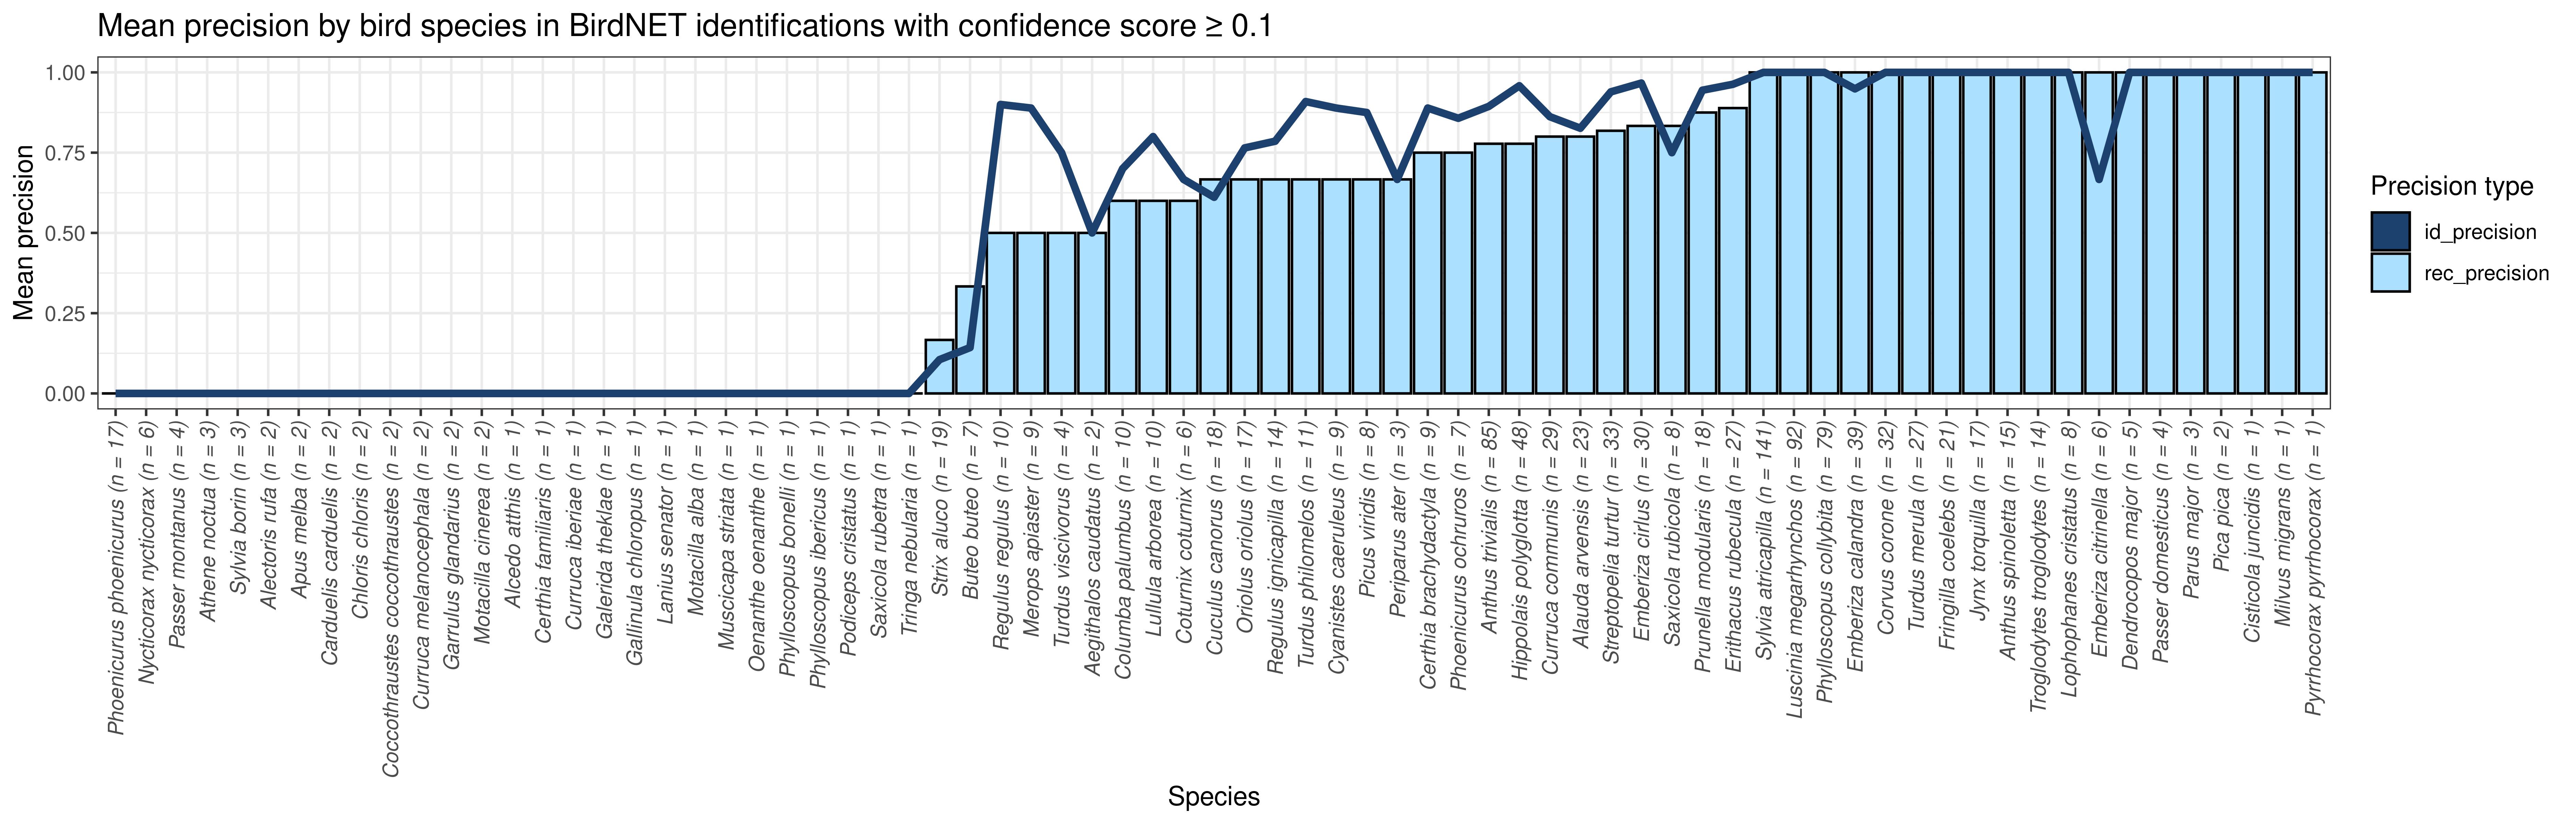 Mean precision by bird species in BirdNET identifications with confidence score ≥ 0.1
Mean precision
1.00
0.75
0.50
0.25
0.00
Phoenicurus phoenicurus (n = 17)
Nycticorax nycticorax (n = 6)
Passer montanus (n = 4)
Athene noctua (n = 3)
Sylvia borin (n = 3)
Alectoris rufa (n = 2)
Apus melba (n = 2)
Carduelis carduelis (n = 2)
Chloris chloris (n = 2)
Coccothraustes coccothraustes (n = 2)
Curruca melanocephala (n = 2)
Garrulus glandarius (n = 2)
Motacilla cinerea (n = 2)
Alcedo atthis (n = 1)
Certhia familiaris (n = 1)
Curruca iberiae (n = 1)
Galerida theklae (n = 1)
Gallinula chloropus (n = 1)
Lanius senator (n = 1)
Motacilla alba (n = 1)
Muscicapa striata (n = 1)
Oenanthe oenanthe (n = 1)
Phylloscopus bonelli (n = 1)
Phylloscopus ibericus (n = 1)
Podiceps cristatus (n = 1)
Saxicola rubetra (n = 1)
Tringa nebularia (n = 1)
Strix aluco (n = 19)
Buteo buteo (n = 7)
Regulus regulus (n = 10)
Merops apiaster (n = 9)
Turdus viscivorus (n = 4)
Aegithalos caudatus (n = 2)
Columba palumbus (n = 10)
Lullula arborea (n = 10)
Coturnix coturnix (n = 6)
Cuculus canorus (n = 18)
Oriolus oriolus (n = 17)
Regulus ignicapilla (n = 14)
Turdus philomelos (n = 11)
Cyanistes caeruleus (n = 9)
Picus viridis (n = 8)
Periparus ater (n = 3)
Certhia brachydactyla (n = 9)
Phoenicurus ochruros (n = 7)
Anthus trivialis (n = 85)
Hippolais polyglotta (n = 48)
Curruca communis (n = 29)
Alauda arvensis (n = 23)
Streptopelia turtur (n = 33)
Emberiza cirlus (n = 30)
Saxicola rubicola (n = 8)
Prunella modularis (n = 18)
Erithacus rubecula (n = 27)
Sylvia atricapilla (n = 141)
Luscinia megarhynchos (n = 92)
Phylloscopus collybita (n = 79)
Emberiza calandra (n = 39)
Corvus corone (n = 32)
Turdus merula (n = 27)
Fringilla coelebs (n = 21)
Jynx torquilla (n = 17)
Anthus spinoletta (n = 15)
Troglodytes troglodytes (n = 14)
Lophophanes cristatus (n = 8)
Emberiza citrinella (n = 6)
Dendrocopos major (n = 5)
Passer domesticus (n = 4)
Parus major (n = 3)
Pica pica (n = 2)
Cisticola juncidis (n = 1)
Milvus migrans (n = 1)
Pyrrhocorax pyrrhocorax (n = 1)
Species
Precision type
id_precision
rec_precision